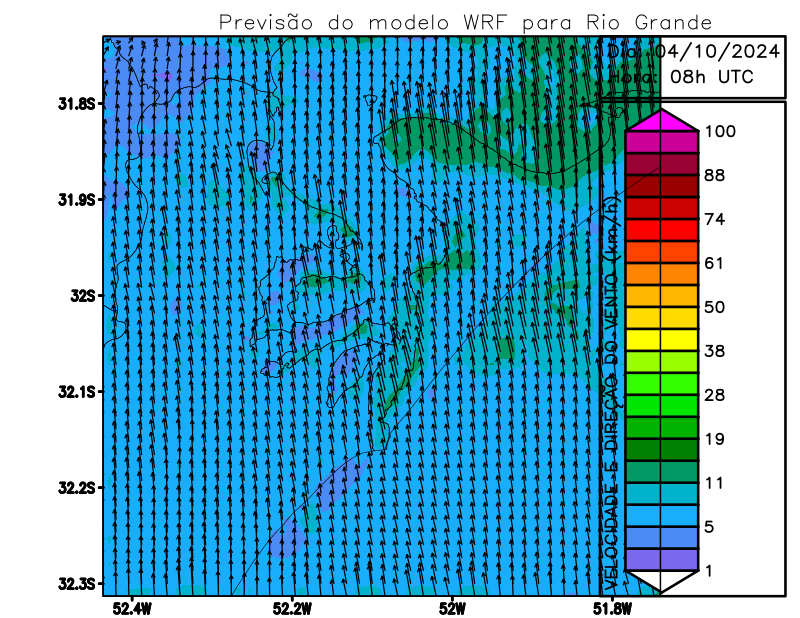 Previsão do modelo WRF para Rio Grande
Dia: 04/10/2024
Hora: 08h UTC
31.8S
31.9S
32S
32.1S
32.2S
32.3S
52.4W
52.2W
52W
51.8W
VELOCIDADE E DIREÇÃO DO VENTO (km/h)
100
88
74
61
50
38
28
19
11
5
1